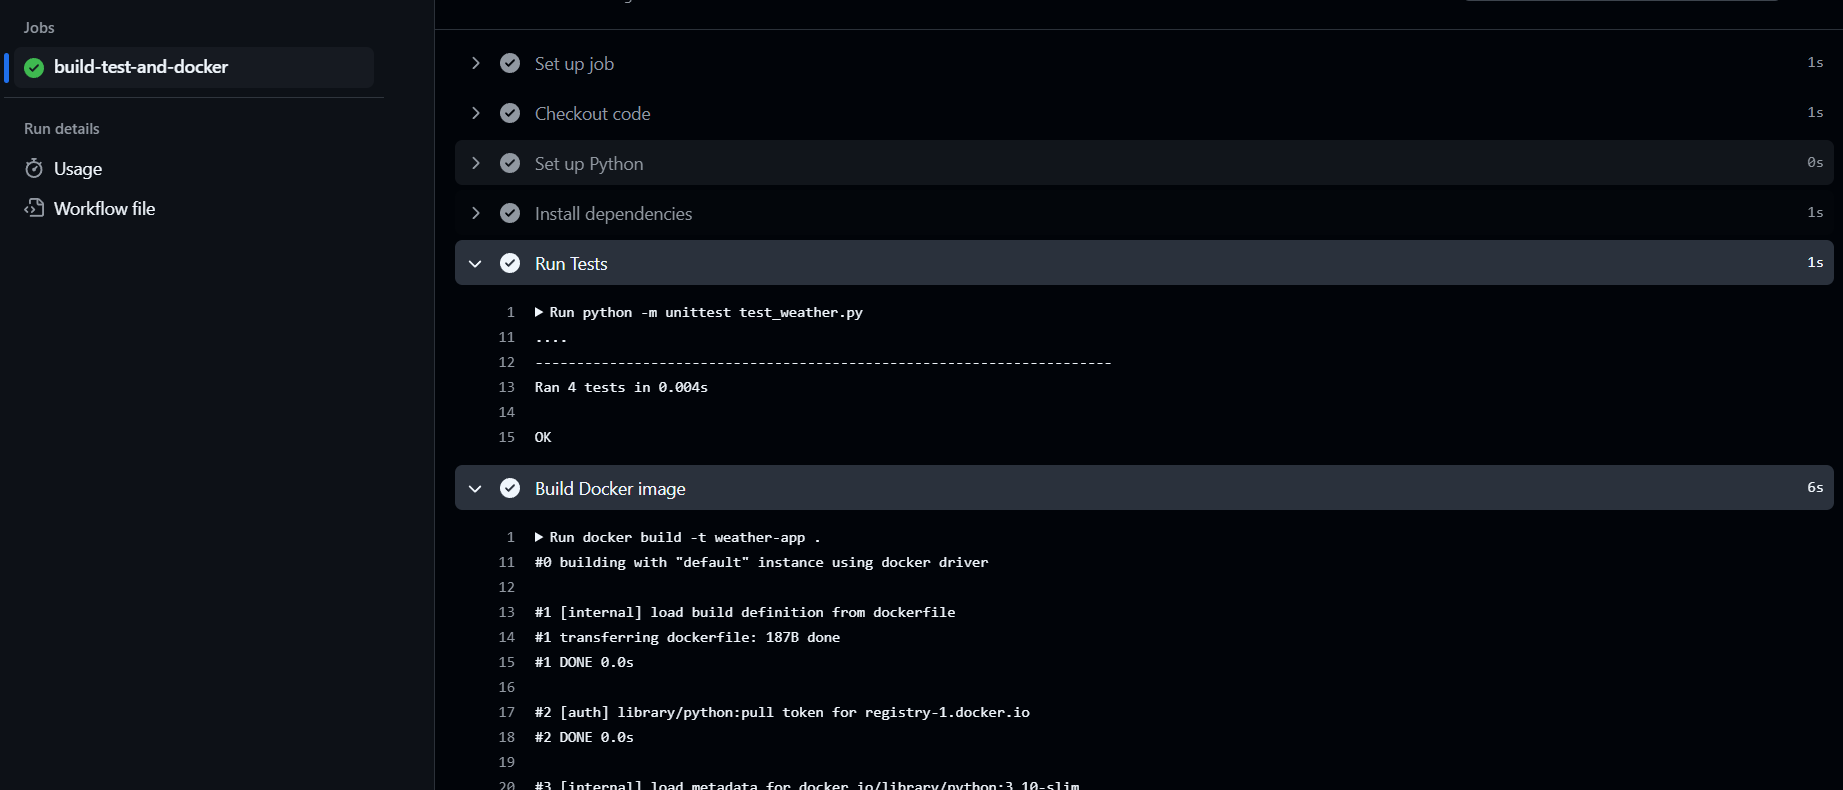 Jobs
build-test-and-docker
Run details
Usage
Workflow file
Set up job 1s
Checkout code 1s
Set up Python 0s
Install dependencies 1s
Run Tests 1s
1 Run python -m unittest test_weather.py
11 ....
12 ----------------------------------------------------------------------
13 Ran 4 tests in 0.004s
14
15 OK
Build Docker image 6s
1 Run docker build -t weather-app .
11 #0 building with "default" instance using docker driver
12
13 #1 [internal] load build definition from dockerfile
14 #1 transferring dockerfile: 187B done
15 #1 DONE 0.0s
16
17 #2 [auth] library/python:pull token for registry-1.docker.io
18 #2 DONE 0.0s
19
20 #3 [internal] load metadata for docker.io/library/python:3.10-slim